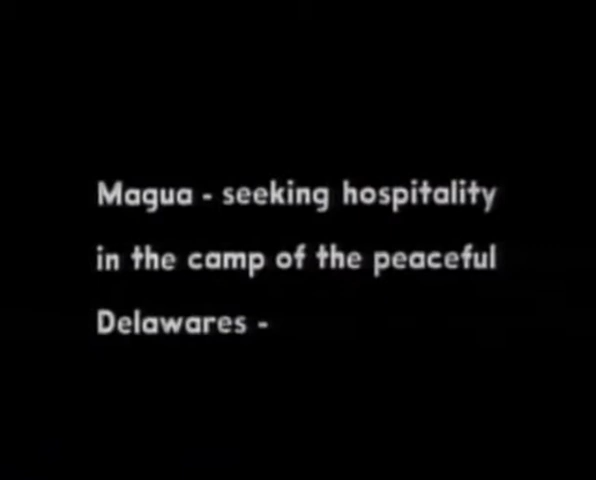 Magua - seeking hospitality
in the camp of the peaceful
Delawares -